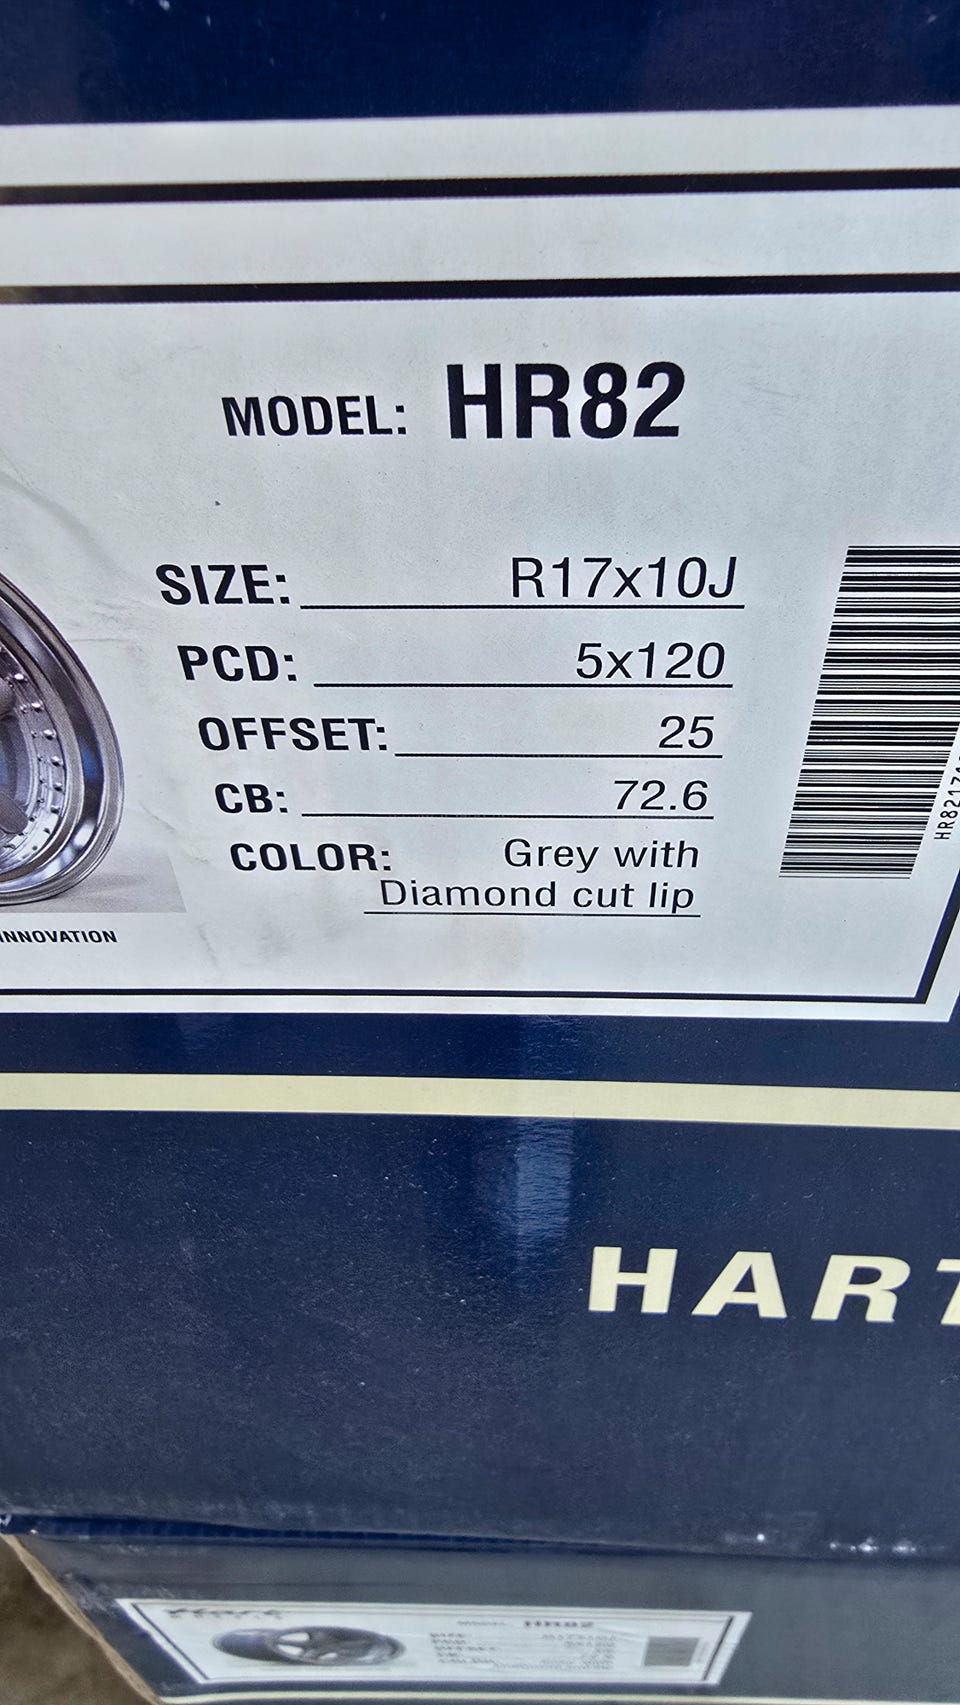 MODEL: HR82
SIZE: R17x10J
PCD: 5x120
OFFSET: 25
CB: 72.6
COLOR: Grey with
Diamond cut lip
INNOVATION
HART
HR82